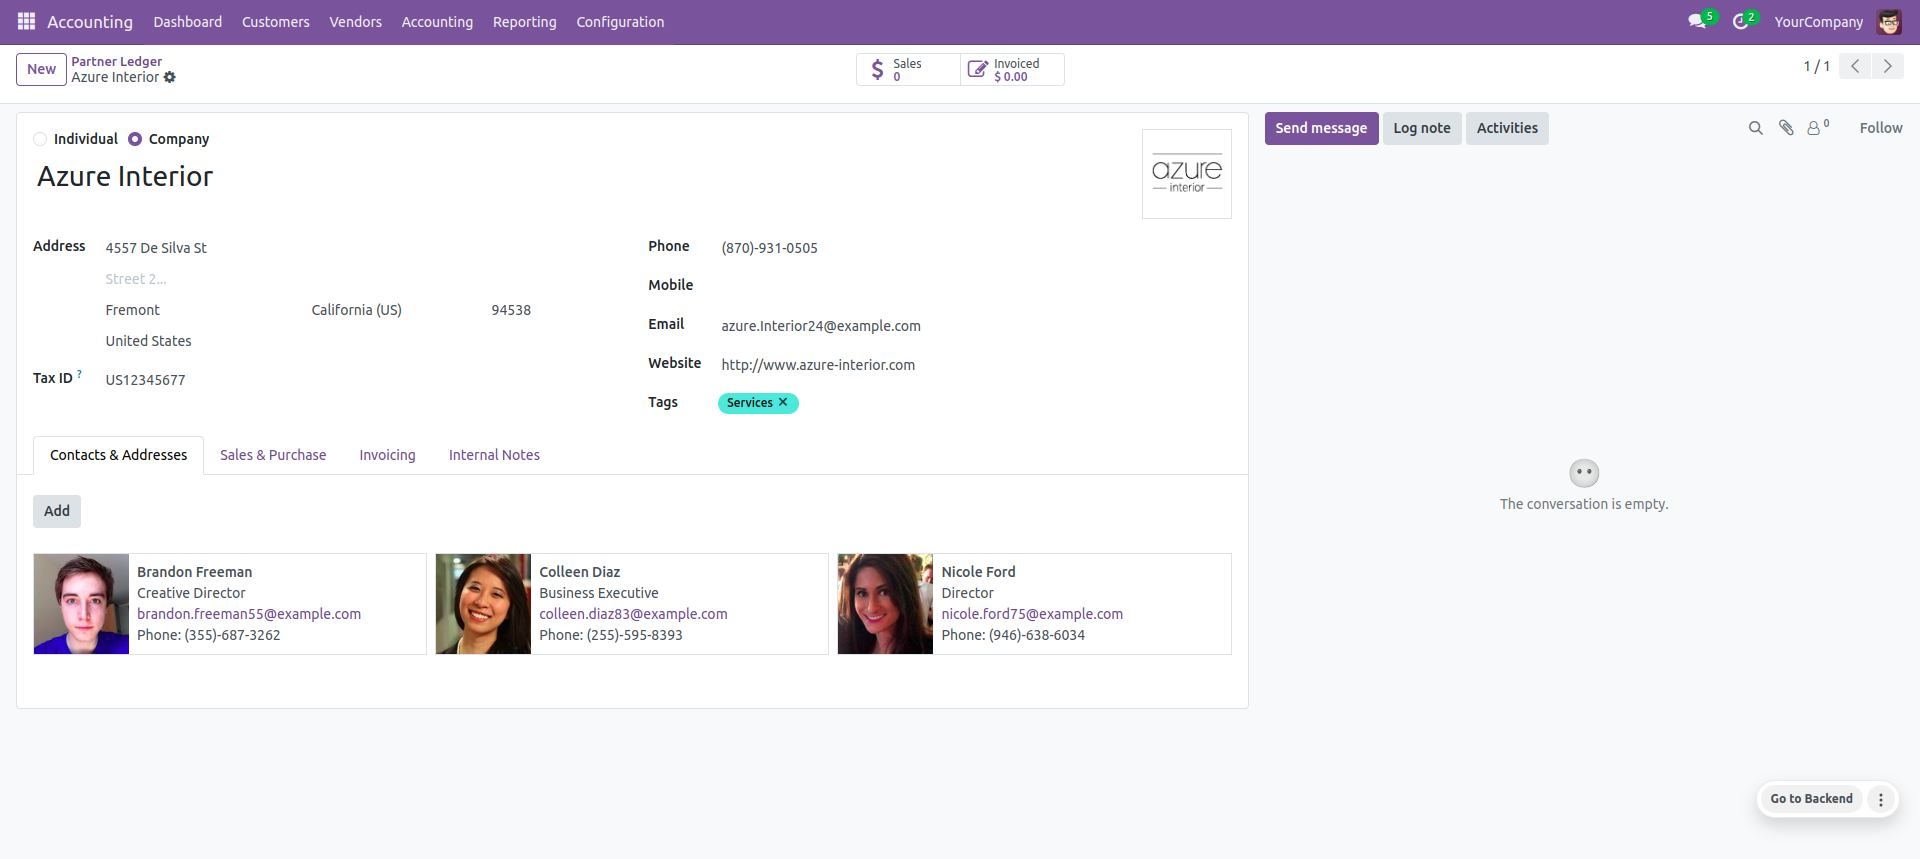 Accounting Dashboard Customers Vendors Accounting Reporting Configuration 5 2 YourCompany
New
Partner Ledger
Azure Interior
Sales
0
Invoiced
$ 0.00
1 / 1
Individual Company
Azure Interior
azure
interior
Address 4557 De Silva St
Street 2...
Fremont California (US) 94538
United States
Tax ID ? US12345677
Phone (870)-931-0505
Mobile
Email azure.Interior24@example.com
Website http://www.azure-interior.com
Tags Services ✕
Contacts & Addresses Sales & Purchase Invoicing Internal Notes
Add
Brandon Freeman
Creative Director
brandon.freeman55@example.com
Phone: (355)-687-3262
Colleen Diaz
Business Executive
colleen.diaz83@example.com
Phone: (255)-595-8393
Nicole Ford
Director
nicole.ford75@example.com
Phone: (946)-638-6034
Send message Log note Activities 0 Follow
The conversation is empty.
Go to Backend